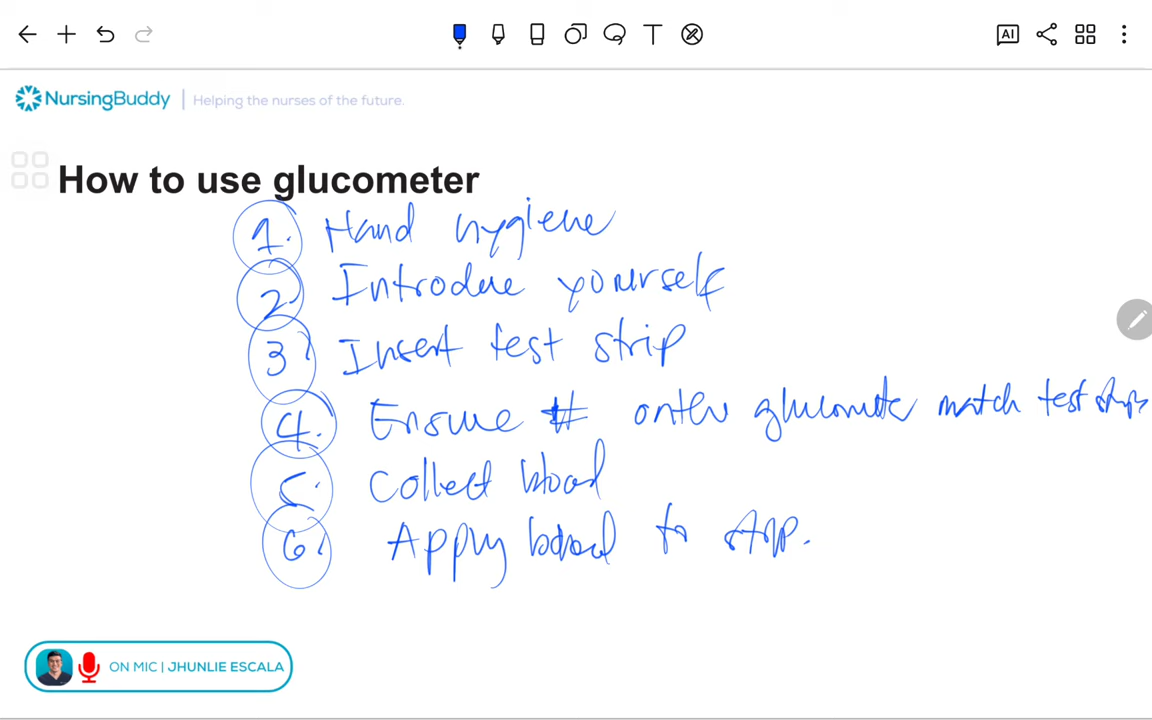 AI
NursingBuddy | Helping the nurses of the future.
How to use glucometer
1. Hand hygiene
2. Introduce yourself
3. Insert test strip
4. Ensure # on the glucometer match test strips
5. Collect blood
6. Apply blood to strip.
ON MIC | JHUNLIE ESCALA